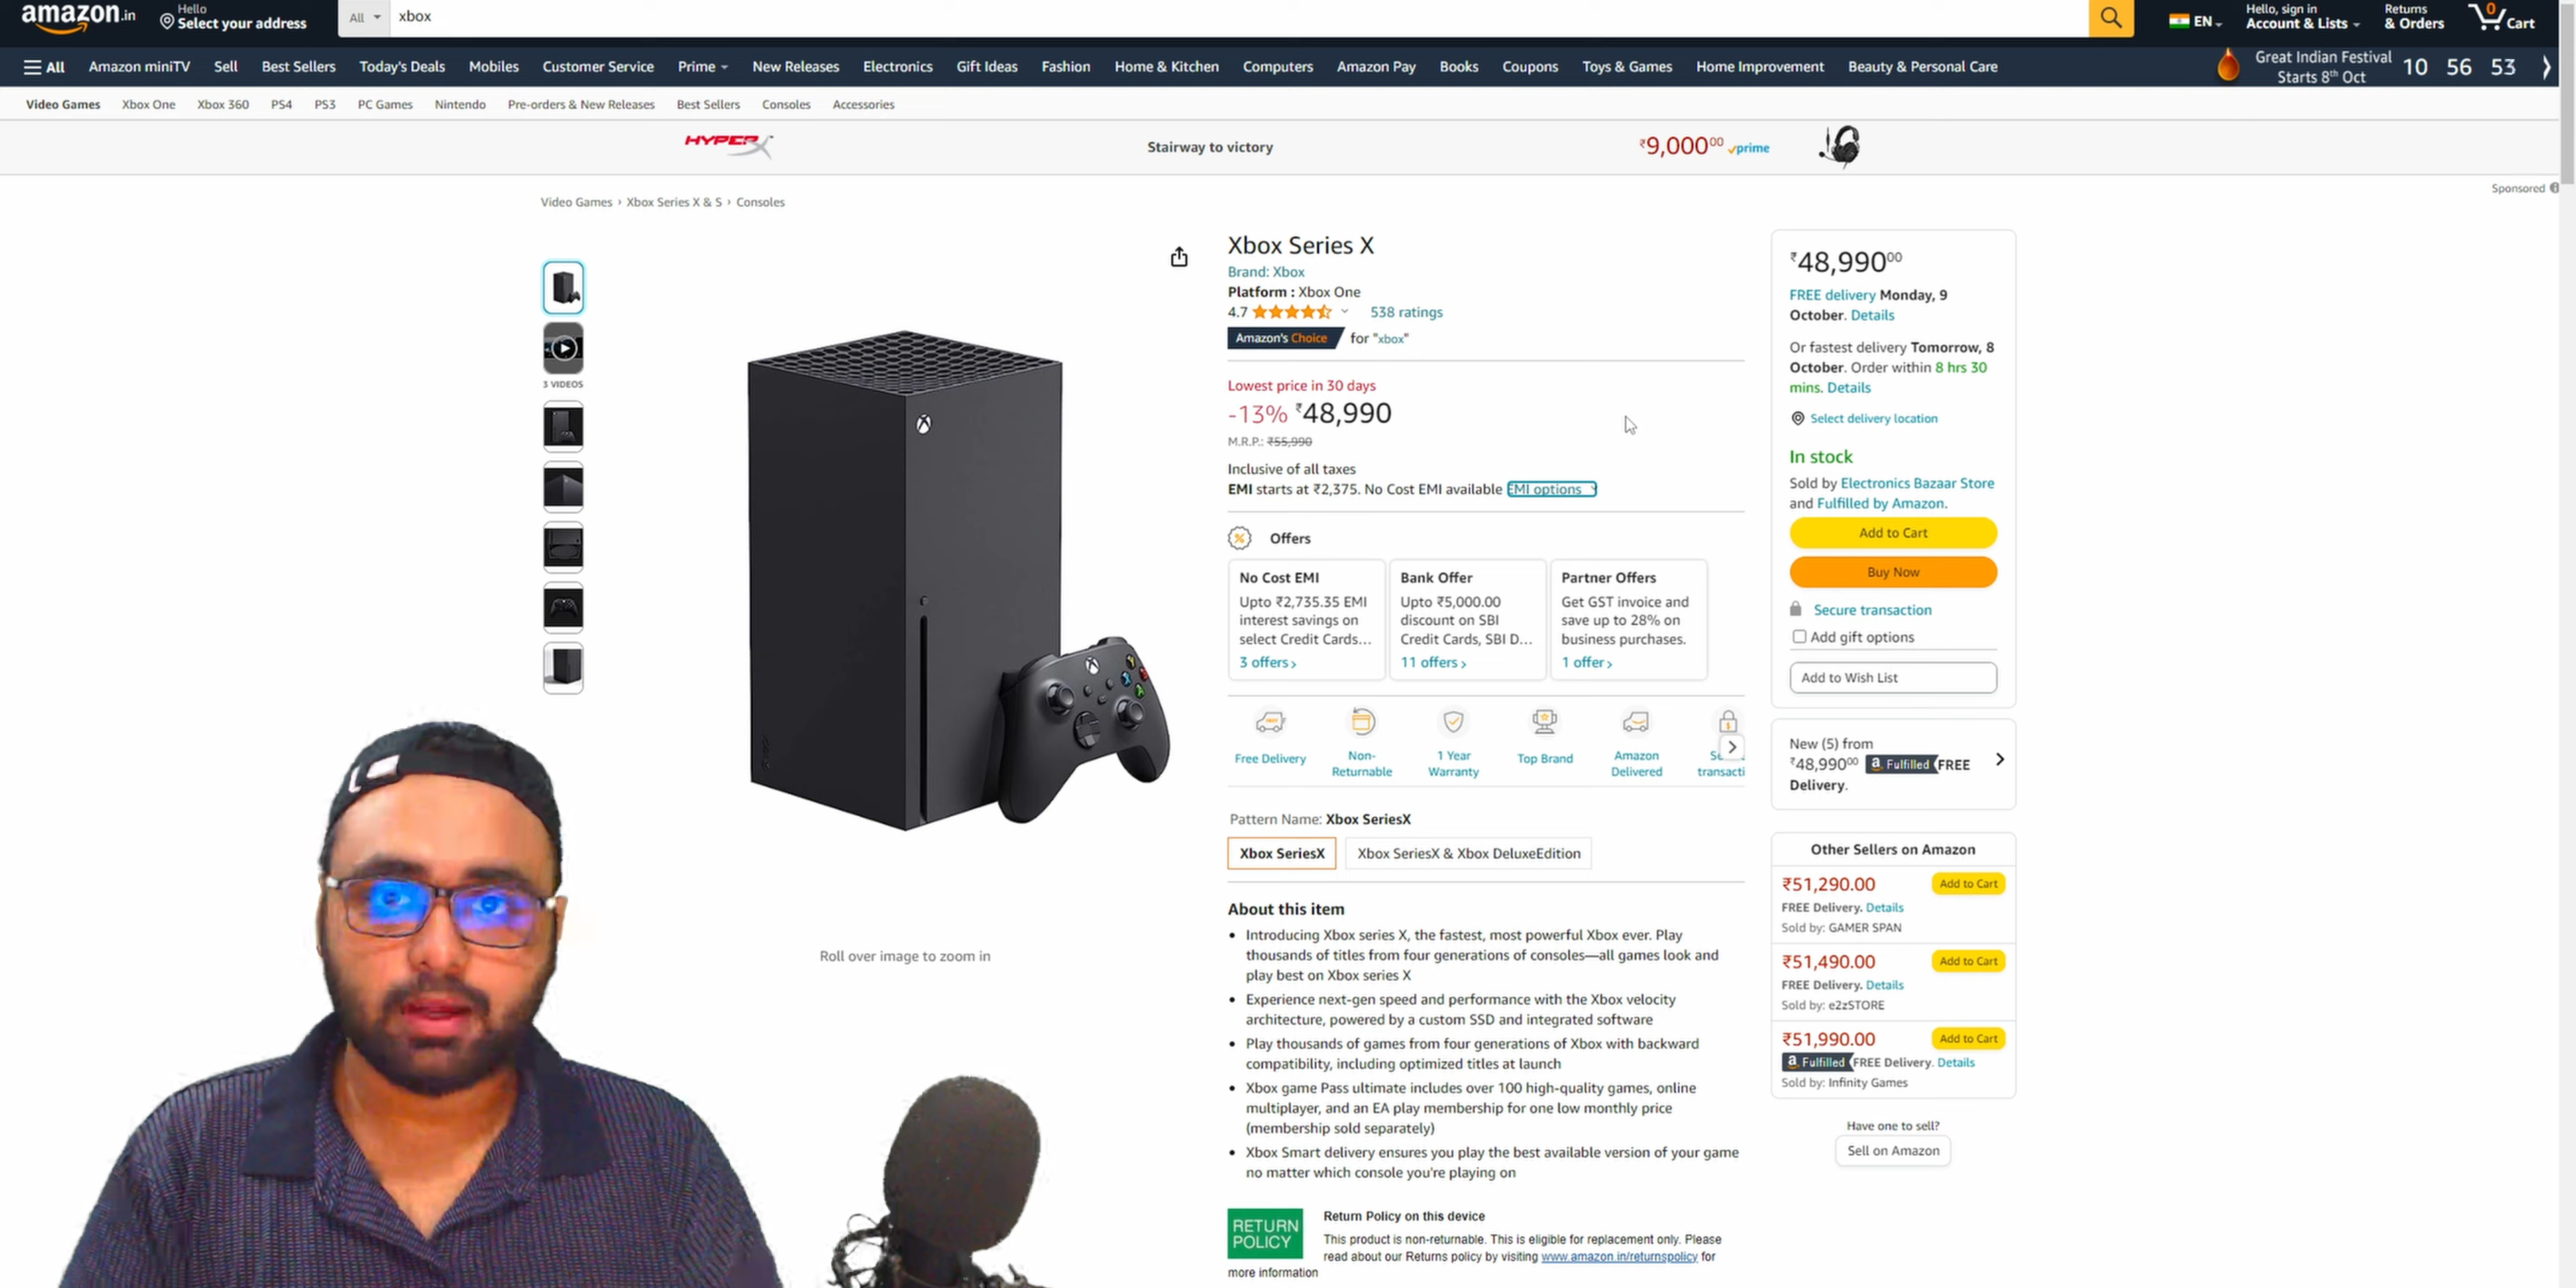 amazon.in
Hello
Select your address
All
xbox
EN
Hello, sign in
Account & Lists
Returns
& Orders
0
Cart
All
Amazon miniTV
Sell
Best Sellers
Today's Deals
Mobiles
Customer Service
Prime
New Releases
Electronics
Gift Ideas
Fashion
Home & Kitchen
Computers
Amazon Pay
Books
Coupons
Toys & Games
Home Improvement
Beauty & Personal Care
Great Indian Festival
Starts 8th Oct
10 56 53
Video Games
Xbox One
Xbox 360
PS4
PS3
PC Games
Nintendo
Pre-orders & New Releases
Best Sellers
Consoles
Accessories
HYPERX
Stairway to victory
₹9,000.00 prime
Sponsored
Video Games › Xbox Series X & S › Consoles
3 VIDEOS
Roll over image to zoom in
Xbox Series X
Brand: Xbox
Platform : Xbox One
4.7 538 ratings
Amazon's Choice for "xbox"
Lowest price in 30 days
-13% ₹48,990
M.R.P.: ₹55,990
Inclusive of all taxes
EMI starts at ₹2,375. No Cost EMI available EMI options
Offers
No Cost EMI
Upto ₹2,735.35 EMI
interest savings on
select Credit Cards…
3 offers ›
Bank Offer
Upto ₹5,000.00
discount on SBI
Credit Cards, SBI D…
11 offers ›
Partner Offers
Get GST invoice and
save up to 28% on
business purchases.
1 offer ›
Free Delivery
Non-
Returnable
1 Year
Warranty
Top Brand
Amazon
Delivered
transacti
Pattern Name: Xbox SeriesX
Xbox SeriesX
Xbox SeriesX & Xbox DeluxeEdition
About this item
• Introducing Xbox series X, the fastest, most powerful Xbox ever. Play
thousands of titles from four generations of consoles—all games look and
play best on Xbox series X
• Experience next-gen speed and performance with the Xbox velocity
architecture, powered by a custom SSD and integrated software
• Play thousands of games from four generations of Xbox with backward
compatibility, including optimized titles at launch
• Xbox game Pass ultimate includes over 100 high-quality games, online
multiplayer, and an EA play membership for one low monthly price
(membership sold separately)
• Xbox Smart delivery ensures you play the best available version of your game
no matter which console you're playing on
RETURN
POLICY
Return Policy on this device
This product is non-returnable. This is eligible for replacement only. Please
read about our Returns policy by visiting www.amazon.in/returnspolicy for
more information
₹48,990.00
FREE delivery Monday, 9
October. Details
Or fastest delivery Tomorrow, 8
October. Order within 8 hrs 30
mins. Details
Select delivery location
In stock
Sold by Electronics Bazaar Store
and Fulfilled by Amazon.
Add to Cart
Buy Now
Secure transaction
Add gift options
Add to Wish List
New (5) from
₹48,990.00 a Fulfilled FREE
Delivery.
Other Sellers on Amazon
₹51,290.00
Add to Cart
FREE Delivery. Details
Sold by: GAMER SPAN
₹51,490.00
Add to Cart
FREE Delivery. Details
Sold by: e2zSTORE
₹51,990.00
Add to Cart
a Fulfilled FREE Delivery. Details
Sold by: Infinity Games
Have one to sell?
Sell on Amazon